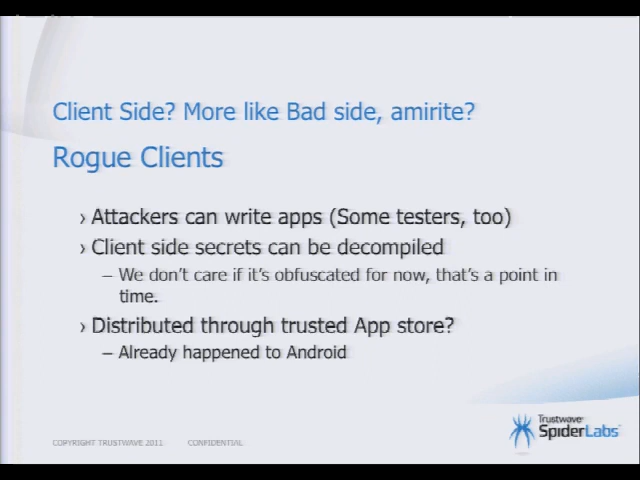 Client Side? More like Bad side, amirite?
Rogue Clients
› Attackers can write apps (Some testers, too)
› Client side secrets can be decompiled
– We don't care if it's obfuscated for now, that's a point in
time.
› Distributed through trusted App store?
– Already happened to Android
COPYRIGHT TRUSTWAVE 2011 CONFIDENTIAL
Trustwave®
SpiderLabs™